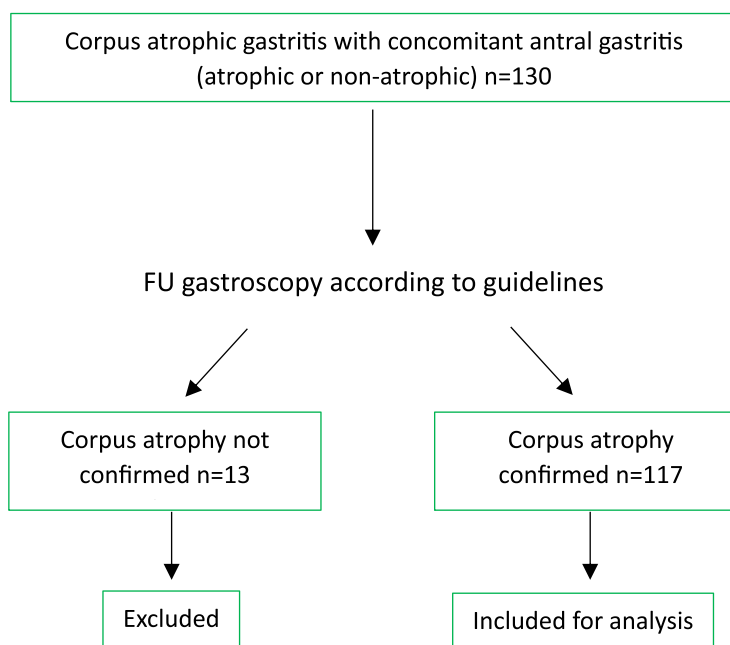 Corpus atrophic gastritis with concomitant antral gastritis
(atrophic or non-atrophic) n=130
FU gastroscopy according to guidelines
Corpus atrophy not
confirmed n=13
Corpus atrophy
confirmed n=117
Excluded
Included for analysis